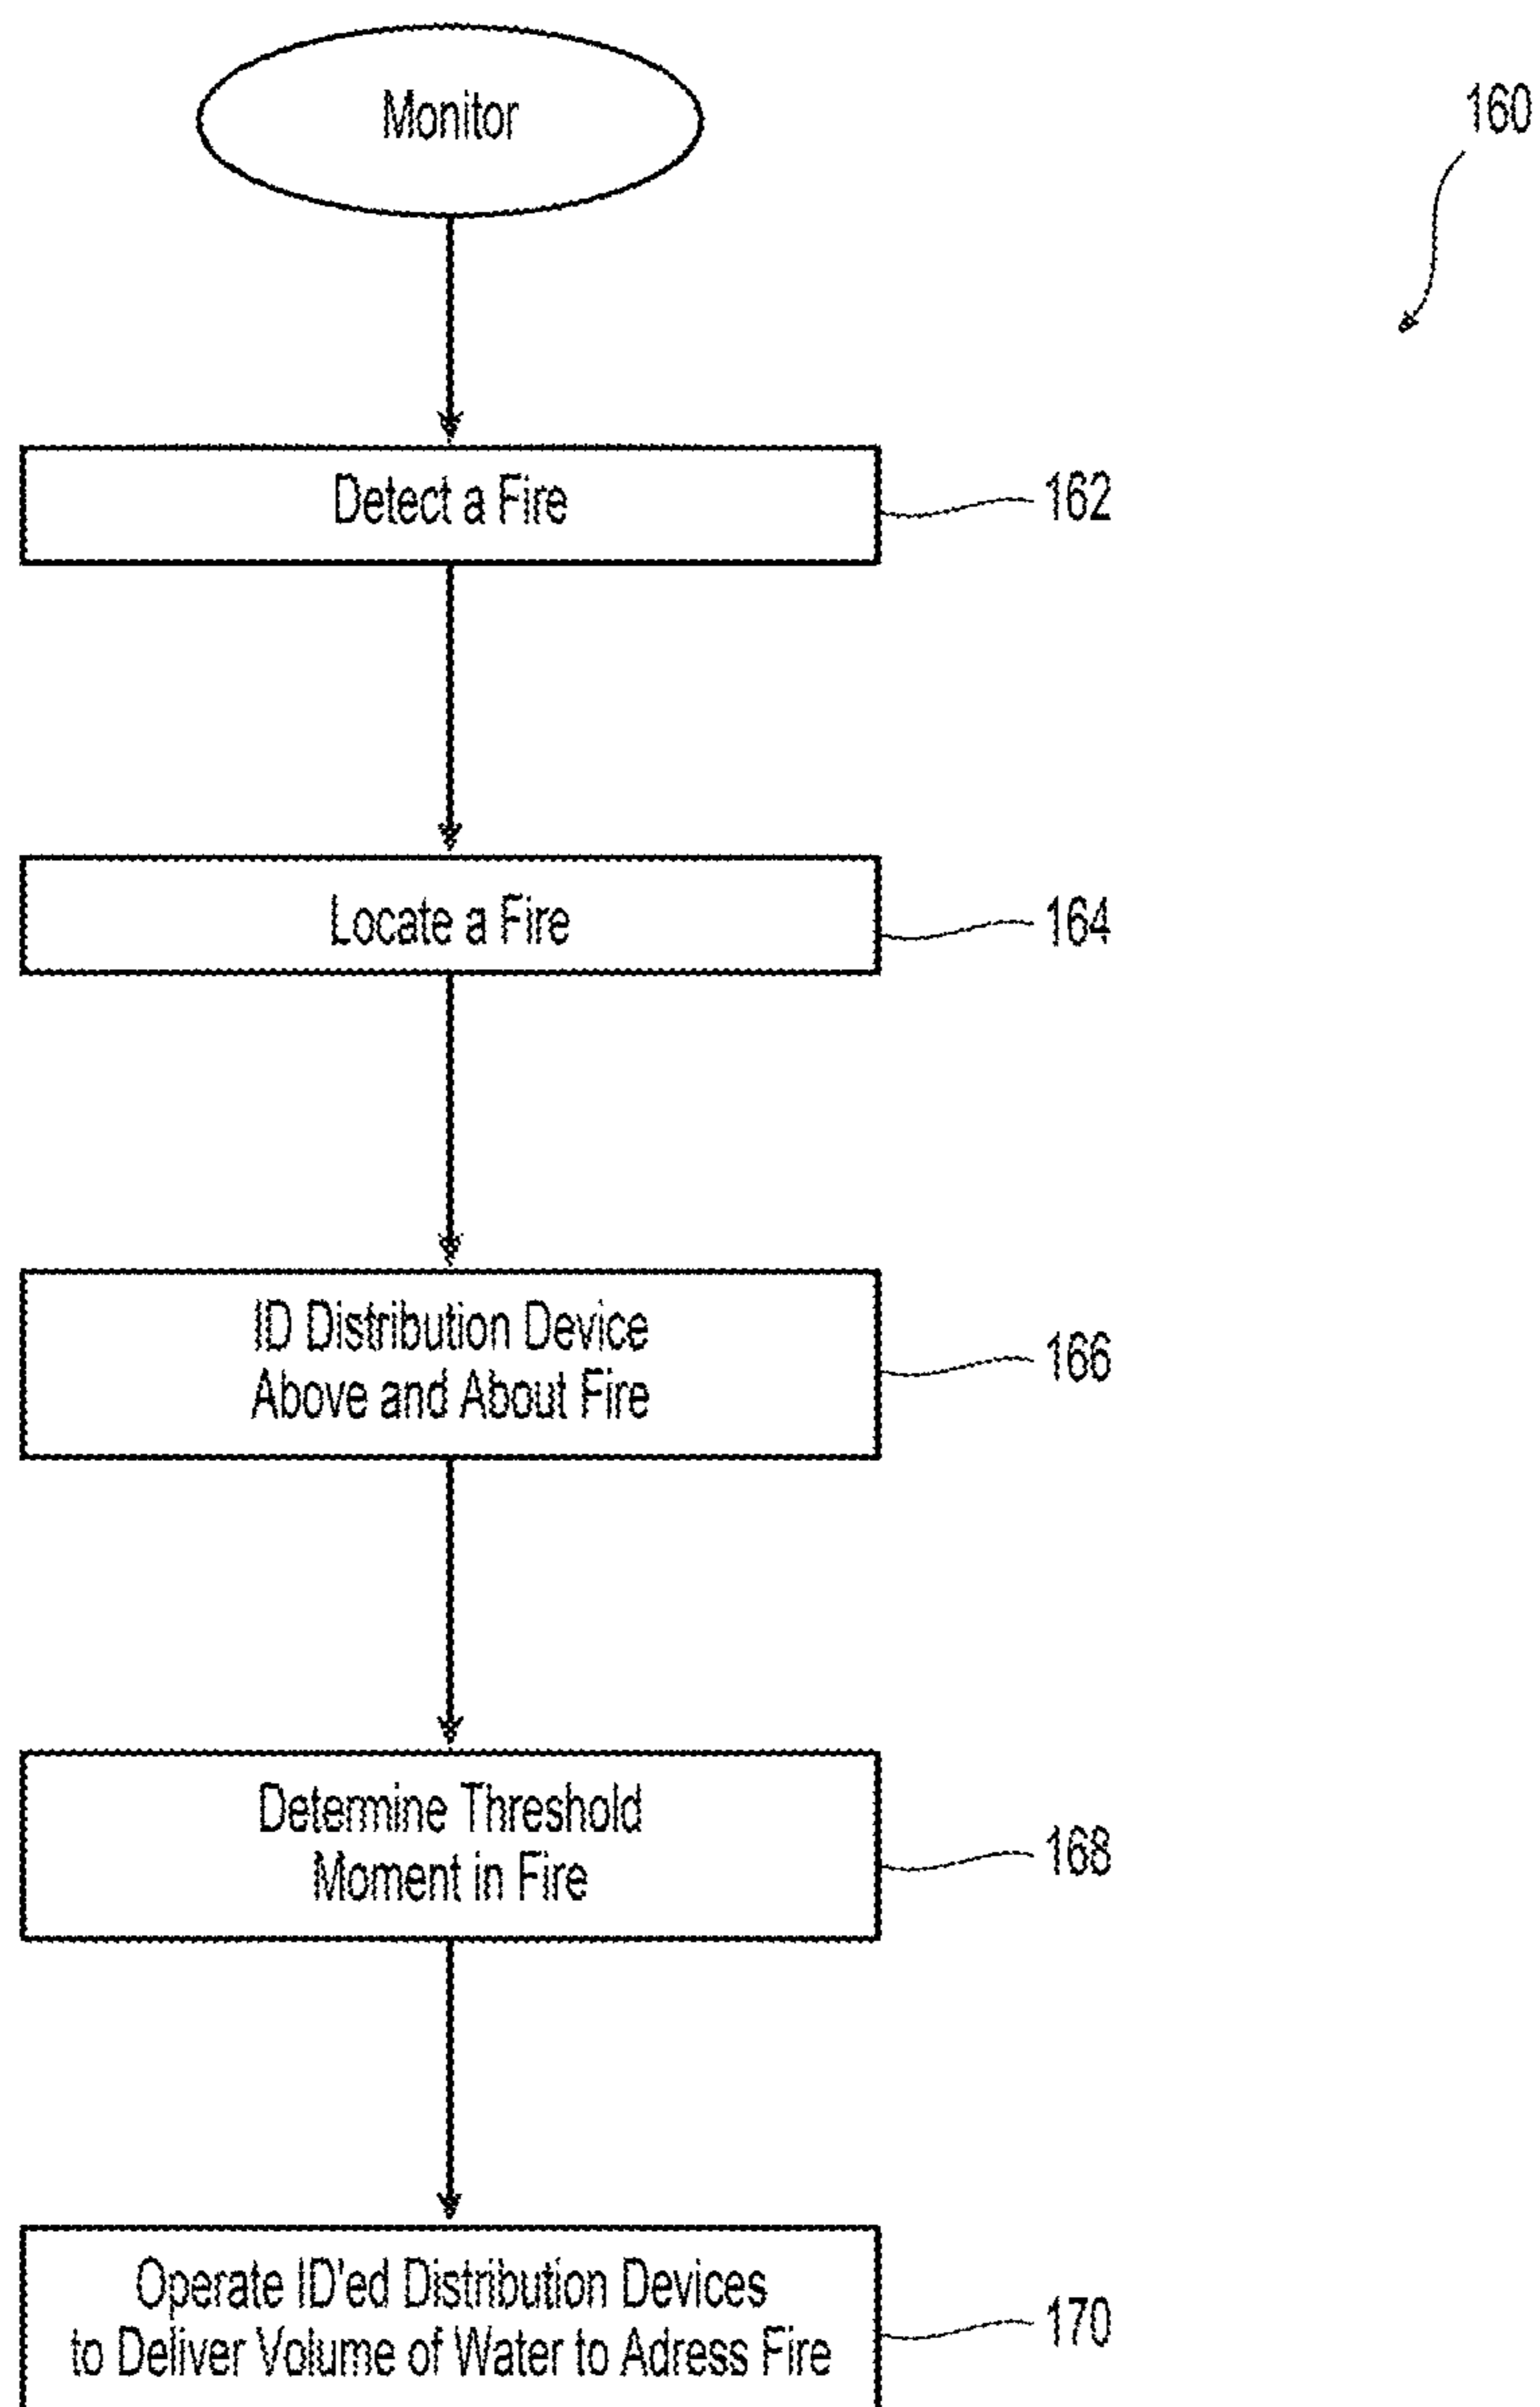 Monitor
160
Detect a Fire
162
Locate a Fire
164
ID Distribution Device
Above and About Fire
166
Determine Threshold
Moment in Fire
168
Operate ID'ed Distribution Devices
to Deliver Volume of Water to Adress Fire
170